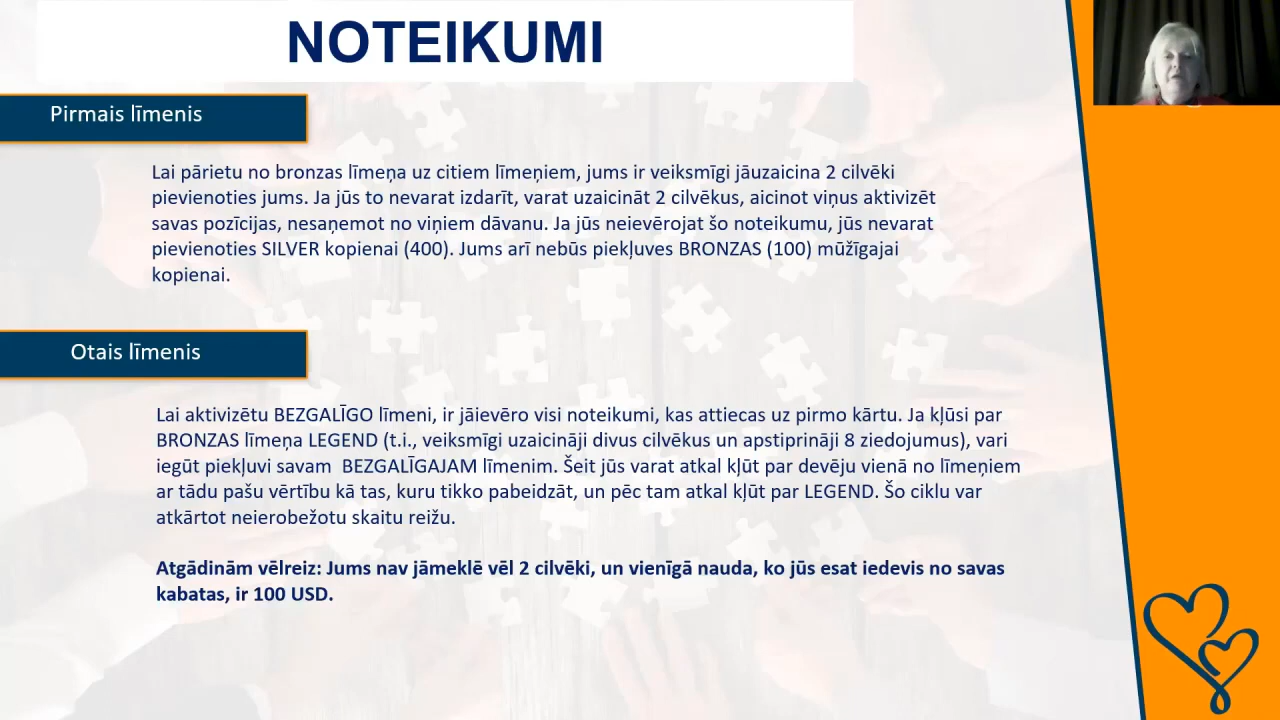 NOTEIKUMI
Pirmais līmenis
Lai pārietu no bronzas līmeņa uz citiem līmeņiem, jums ir veiksmīgi jāuzaicina 2 cilvēki
pievienoties jums. Ja jūs to nevarat izdarīt, varat uzaicināt 2 cilvēkus, aicinot viņus aktivizēt
savas pozīcijas, nesaņemot no viņiem dāvanu. Ja jūs neievērojat šo noteikumu, jūs nevarat
pievienoties SILVER kopienai (400). Jums arī nebūs piekļuves BRONZAS (100) mūžīgajai
kopienai.
Otais līmenis
Lai aktivizētu BEZGALĪGO līmeni, ir jāievēro visi noteikumi, kas attiecas uz pirmo kārtu. Ja kļūsi par
BRONZAS līmeņa LEGEND (t.i., veiksmīgi uzaicināji divus cilvēkus un apstiprināji 8 ziedojumus), vari
iegūt piekļuvi savam BEZGALĪGAJAM līmenim. Šeit jūs varat atkal kļūt par devēju vienā no līmeņiem
ar tādu pašu vērtību kā tas, kuru tikko pabeidzāt, un pēc tam atkal kļūt par LEGEND. Šo ciklu var
atkārtot neierobežotu skaitu reižu.
Atgādinām vēlreiz: Jums nav jāmeklē vēl 2 cilvēki, un vienīgā nauda, ko jūs esat iedevis no savas
kabatas, ir 100 USD.